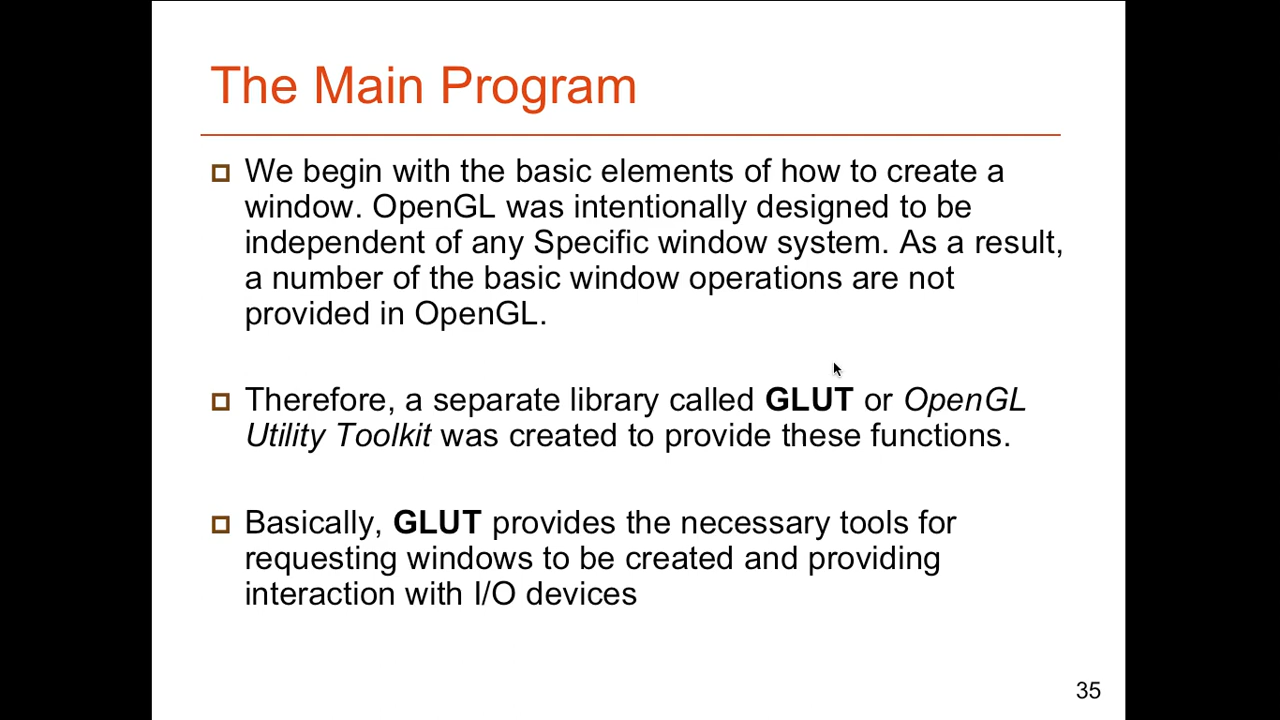 The Main Program
We begin with the basic elements of how to create a
window. OpenGL was intentionally designed to be
independent of any Specific window system. As a result,
a number of the basic window operations are not
provided in OpenGL.
Therefore, a separate library called GLUT or OpenGL
Utility Toolkit was created to provide these functions.
Basically, GLUT provides the necessary tools for
requesting windows to be created and providing
interaction with I/O devices
35